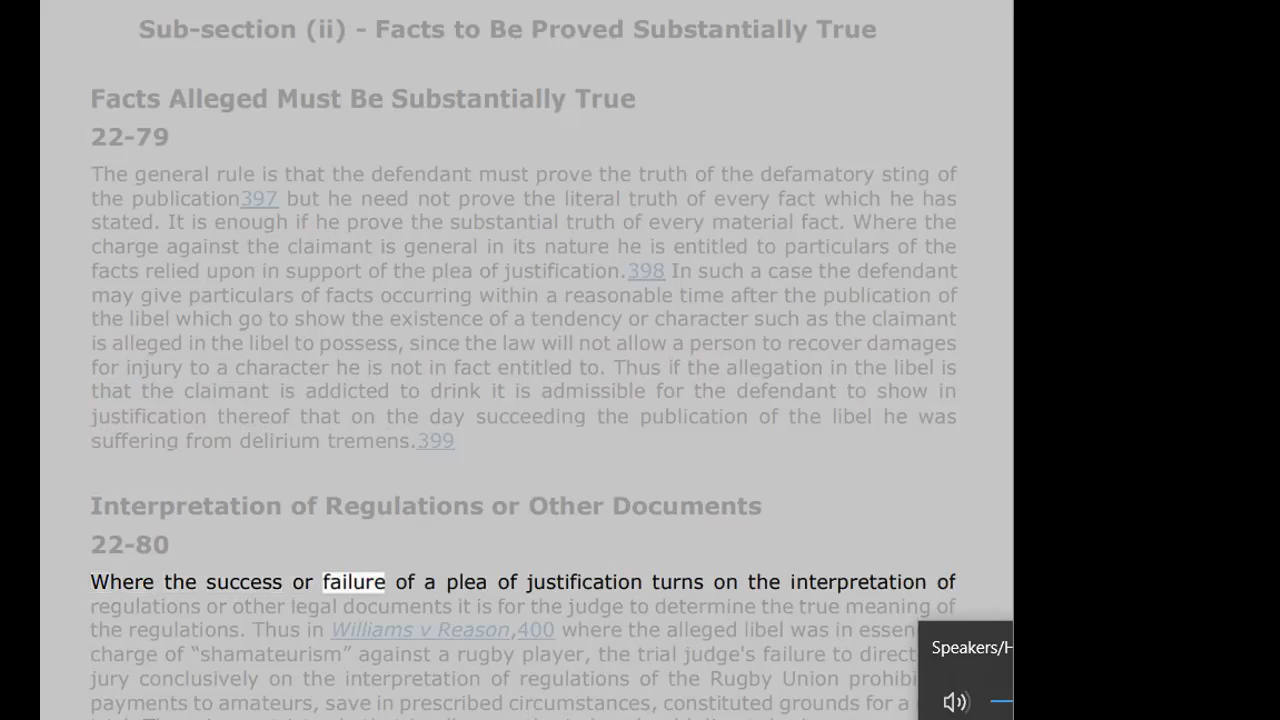 Sub-section (ii) - Facts to Be Proved Substantially True
Facts Alleged Must Be Substantially True
22-79
The general rule is that the defendant must prove the truth of the defamatory sting of
the publication397 but he need not prove the literal truth of every fact which he has
stated. It is enough if he prove the substantial truth of every material fact. Where the
charge against the claimant is general in its nature he is entitled to particulars of the
facts relied upon in support of the plea of justification.398 In such a case the defendant
may give particulars of facts occurring within a reasonable time after the publication of
the libel which go to show the existence of a tendency or character such as the claimant
is alleged in the libel to possess, since the law will not allow a person to recover damages
for injury to a character he is not in fact entitled to. Thus if the allegation in the libel is
that the claimant is addicted to drink it is admissible for the defendant to show in
justification thereof that on the day succeeding the publication of the libel he was
suffering from delirium tremens.399
Interpretation of Regulations or Other Documents
22-80
Where the success or failure of a plea of justification turns on the interpretation of
regulations or other legal documents it is for the judge to determine the true meaning of
the regulations. Thus in Williams v Reason,400 where the alleged libel was in essen
charge of “shamateurism” against a rugby player, the trial judge's failure to direct
jury conclusively on the interpretation of regulations of the Rugby Union prohibi
payments to amateurs, save in prescribed circumstances, constituted grounds for a
Speakers/H